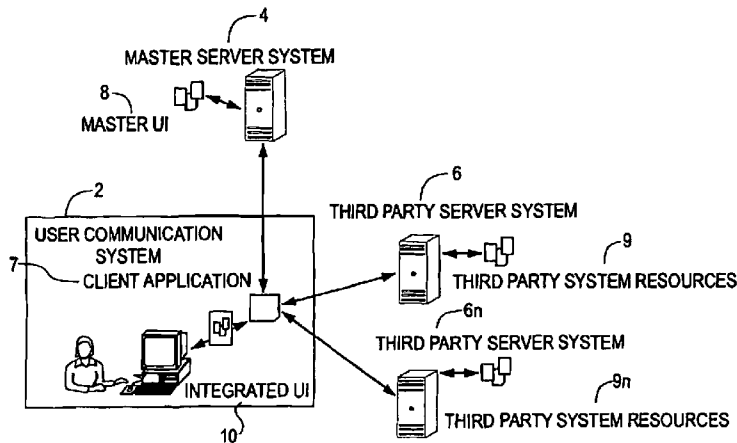 4
MASTER SERVER SYSTEM
8
MASTER UI
2
6
THIRD PARTY SERVER SYSTEM
USER COMMUNICATION
SYSTEM
7
CLIENT APPLICATION
9
THIRD PARTY SYSTEM RESOURCES
6n
THIRD PARTY SERVER SYSTEM
INTEGRATED UI
9n
THIRD PARTY SYSTEM RESOURCES
10